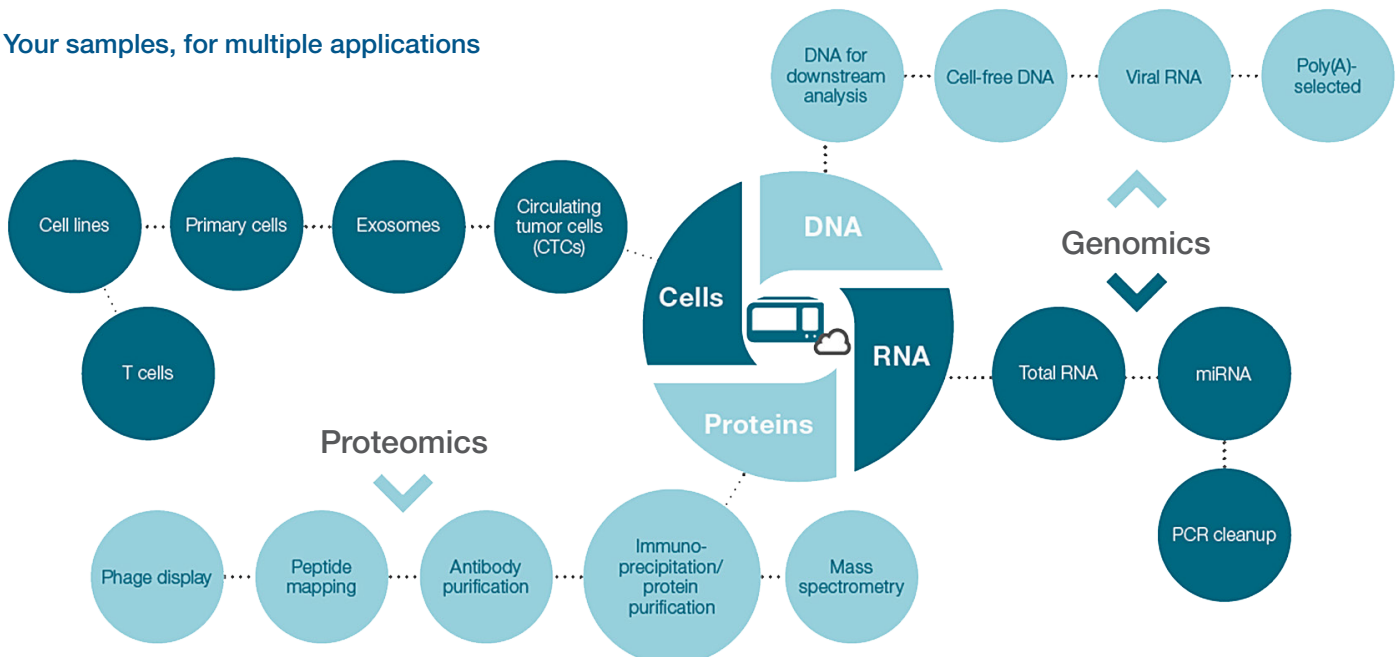 Your samples, for multiple applications
DNA for
downstream
analysis
Cell-free DNA
Viral RNA
Poly(A)-
selected
Cell lines
Primary cells
Exosomes
Circulating
tumor cells
(CTCs)
T cells
DNA
Cells
RNA
Proteins
Genomics
Total RNA
miRNA
PCR cleanup
Proteomics
Phage display
Peptide
mapping
Antibody
purification
Immuno-
precipitation/
protein
purification
Mass
spectrometry